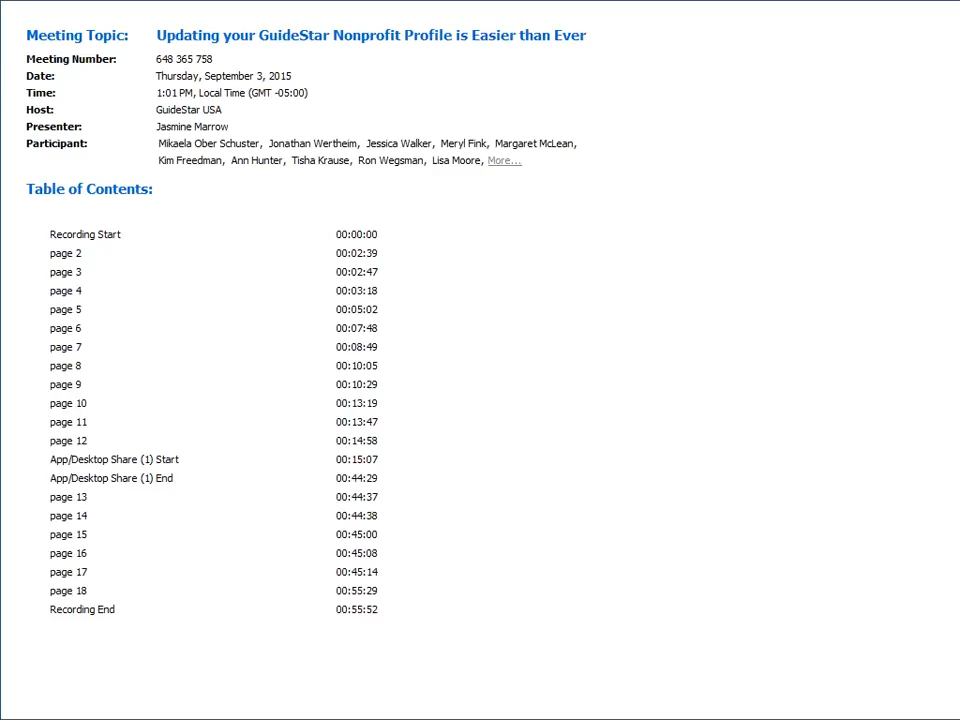 Meeting Topic: Updating your GuideStar Nonprofit Profile is Easier than Ever
Meeting Number: 648 365 758
Date: Thursday, September 3, 2015
Time: 1:01 PM, Local Time (GMT -05:00)
Host: GuideStar USA
Presenter: Jasmine Marrow
Participant: Mikaela Ober Schuster, Jonathan Wertheim, Jessica Walker, Meryl Fink, Margaret McLean,
Kim Freedman, Ann Hunter, Tisha Krause, Ron Wegsman, Lisa Moore, More...
Table of Contents:
Recording Start 00:00:00
page 2 00:02:39
page 3 00:02:47
page 4 00:03:18
page 5 00:05:02
page 6 00:07:48
page 7 00:08:49
page 8 00:10:05
page 9 00:10:29
page 10 00:13:19
page 11 00:13:47
page 12 00:14:58
App/Desktop Share (1) Start 00:15:07
App/Desktop Share (1) End 00:44:29
page 13 00:44:37
page 14 00:44:38
page 15 00:45:00
page 16 00:45:08
page 17 00:45:14
page 18 00:55:29
Recording End 00:55:52